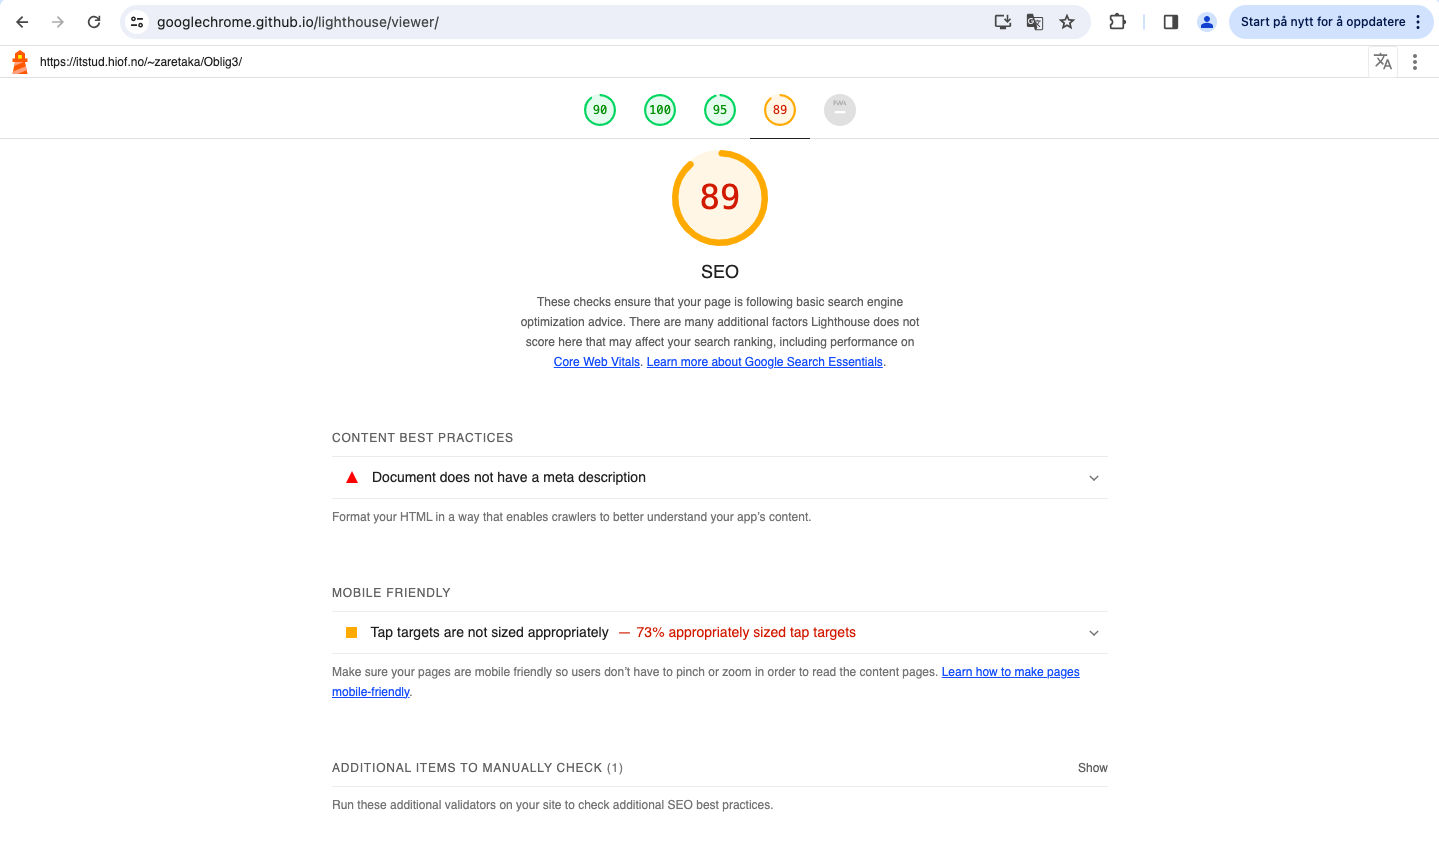 googlechrome.github.io/lighthouse/viewer/
Start på nytt for å oppdatere
https://itstud.hiof.no/~zaretaka/Oblig3/
90 100 95 89 PWA
89
SEO
These checks ensure that your page is following basic search engine
optimization advice. There are many additional factors Lighthouse does not
score here that may affect your search ranking, including performance on
Core Web Vitals. Learn more about Google Search Essentials.
CONTENT BEST PRACTICES
Document does not have a meta description
Format your HTML in a way that enables crawlers to better understand your app’s content.
MOBILE FRIENDLY
Tap targets are not sized appropriately — 73% appropriately sized tap targets
Make sure your pages are mobile friendly so users don’t have to pinch or zoom in order to read the content pages. Learn how to make pages
mobile-friendly.
ADDITIONAL ITEMS TO MANUALLY CHECK (1) Show
Run these additional validators on your site to check additional SEO best practices.